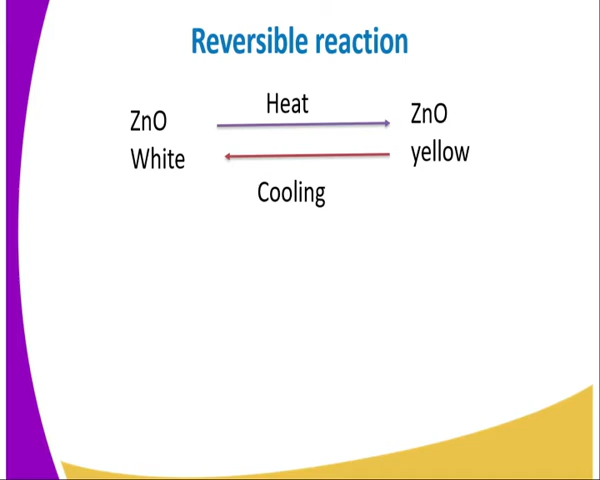 Reversible reaction
Heat
ZnO
ZnO
White
yellow
Cooling